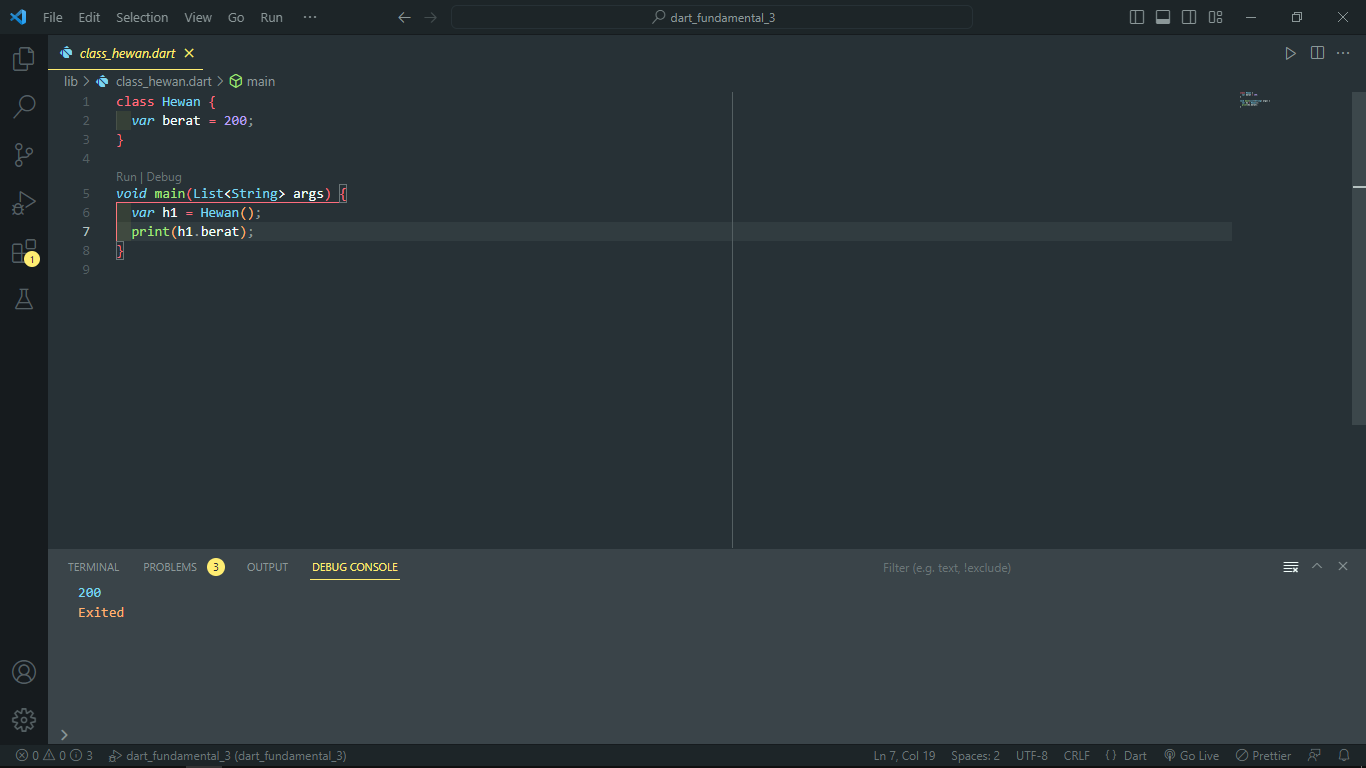 File Edit Selection View Go Run ··· dart_fundamental_3
class_hewan.dart
lib > class_hewan.dart > main
1 class Hewan {
2 var berat = 200;
3 }
4
Run | Debug
5 void main(List<String> args) {
6 var h1 = Hewan();
7 print(h1.berat);
8 }
9
1
TERMINAL PROBLEMS 3 OUTPUT DEBUG CONSOLE Filter (e.g. text, !exclude)
200
Exited
0 0 3 dart_fundamental_3 (dart_fundamental_3) Ln 7, Col 19 Spaces: 2 UTF-8 CRLF { } Dart Go Live Prettier